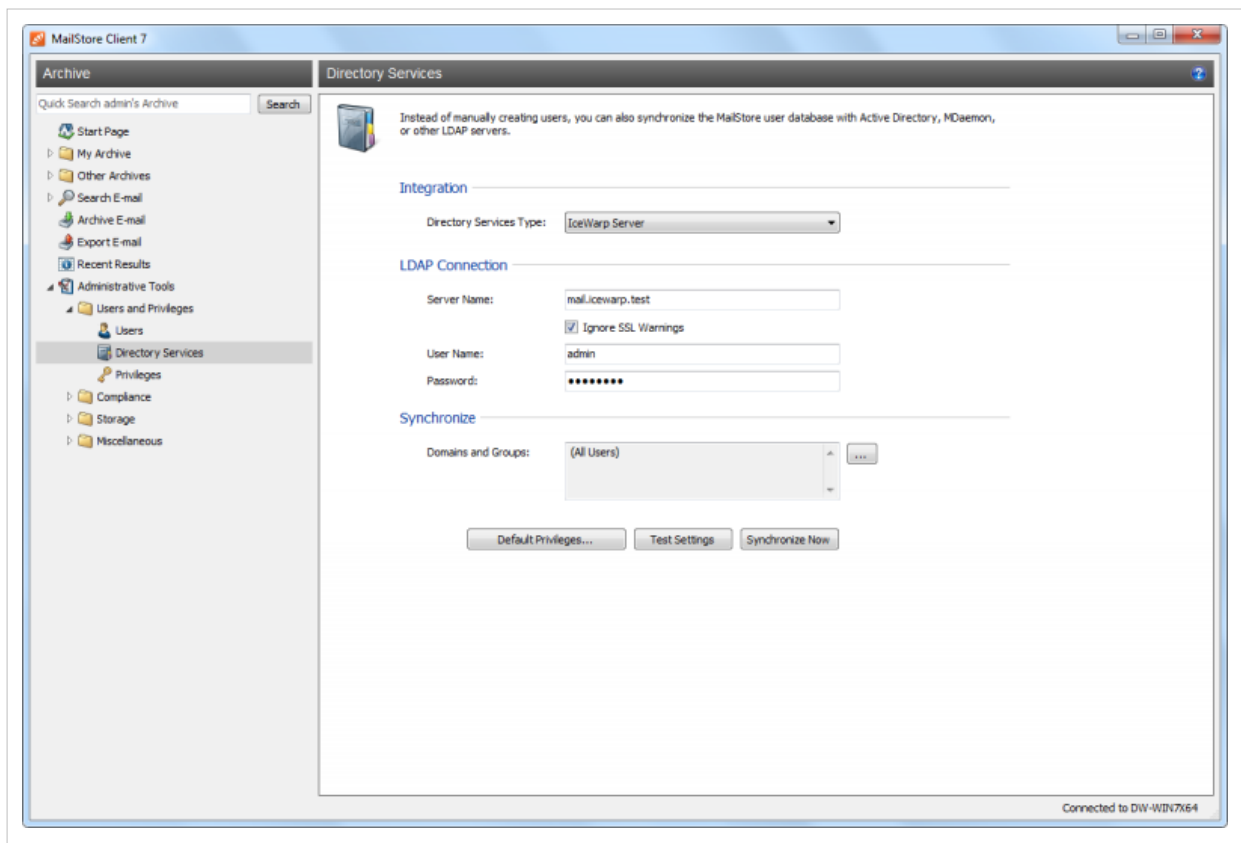 MailStore Client 7
Archive
Quick Search admin's Archive
Search
Start Page
My Archive
Other Archives
Search E-mail
Archive E-mail
Export E-mail
Recent Results
Administrative Tools
Users and Privileges
Users
Directory Services
Privileges
Compliance
Storage
Miscellaneous
Directory Services
Instead of manually creating users, you can also synchronize the MailStore user database with Active Directory, MDaemon,
or other LDAP servers.
Integration
Directory Services Type: IceWarp Server
LDAP Connection
Server Name: mail.icewarp.test
Ignore SSL Warnings
User Name: admin
Password: ●●●●●●●●
Synchronize
Domains and Groups: (All Users) ...
Default Privileges... Test Settings Synchronize Now
Connected to DW-WIN7X64